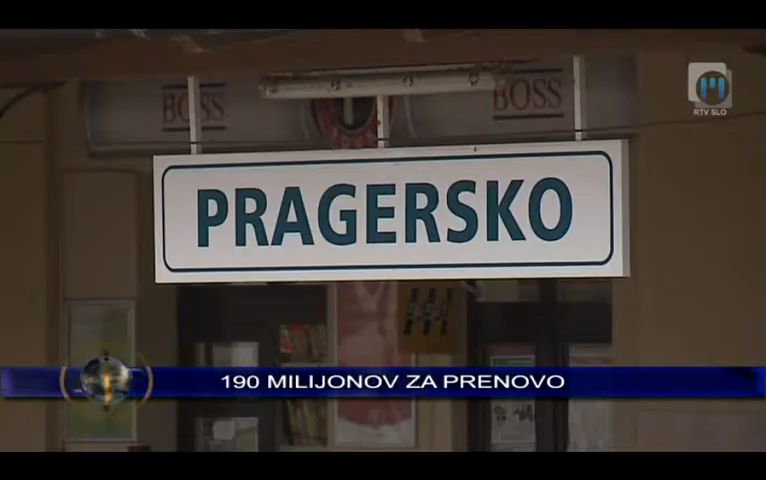 BOSS
BOSS
RTV SLO
PRAGERSKO
190 MILIJONOV ZA PRENOVO